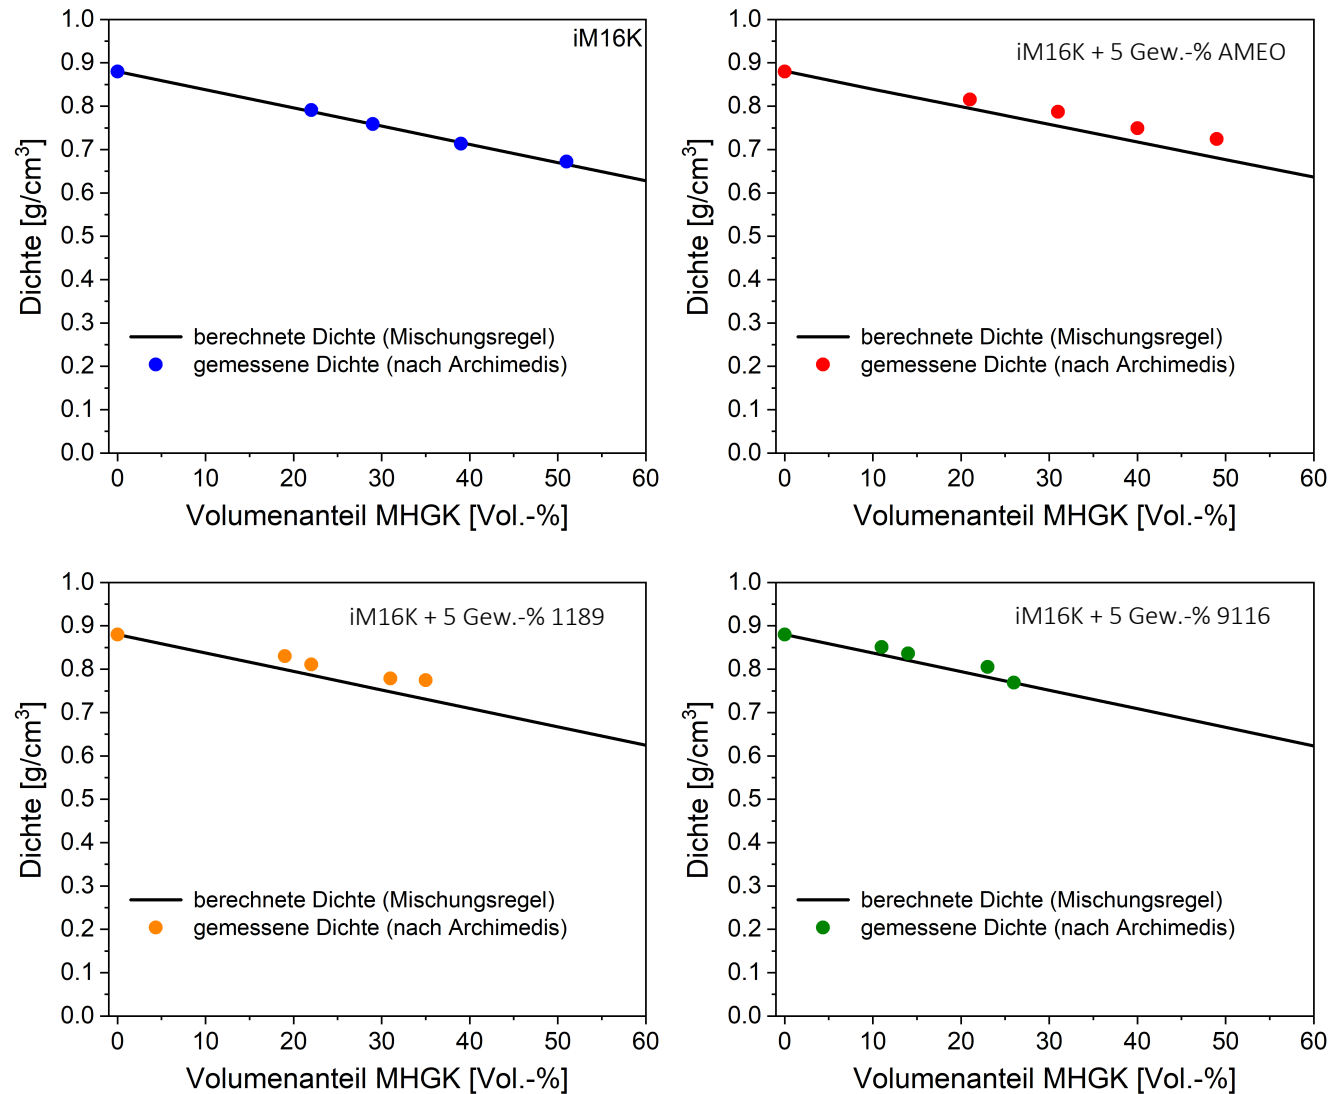 iM16K
1.0
0.9
0.8
0.7
0.6
0.5
0.4
0.3
0.2
0.1
0.0
Dichte [g/cm³]
berechnete Dichte (Mischungsregel)
gemessene Dichte (nach Archimedis)
0 10 20 30 40 50 60
Volumenanteil MHGK [Vol.-%]
iM16K + 5 Gew.-% AMEO
1.0
0.9
0.8
0.7
0.6
0.5
0.4
0.3
0.2
0.1
0.0
Dichte [g/cm³]
berechnete Dichte (Mischungsregel)
gemessene Dichte (nach Archimedis)
0 10 20 30 40 50 60
Volumenanteil MHGK [Vol.-%]
iM16K + 5 Gew.-% 1189
1.0
0.9
0.8
0.7
0.6
0.5
0.4
0.3
0.2
0.1
0.0
Dichte [g/cm³]
berechnete Dichte (Mischungsregel)
gemessene Dichte (nach Archimedis)
0 10 20 30 40 50 60
Volumenanteil MHGK [Vol.-%]
iM16K + 5 Gew.-% 9116
1.0
0.9
0.8
0.7
0.6
0.5
0.4
0.3
0.2
0.1
0.0
Dichte [g/cm³]
berechnete Dichte (Mischungsregel)
gemessene Dichte (nach Archimedis)
0 10 20 30 40 50 60
Volumenanteil MHGK [Vol.-%]